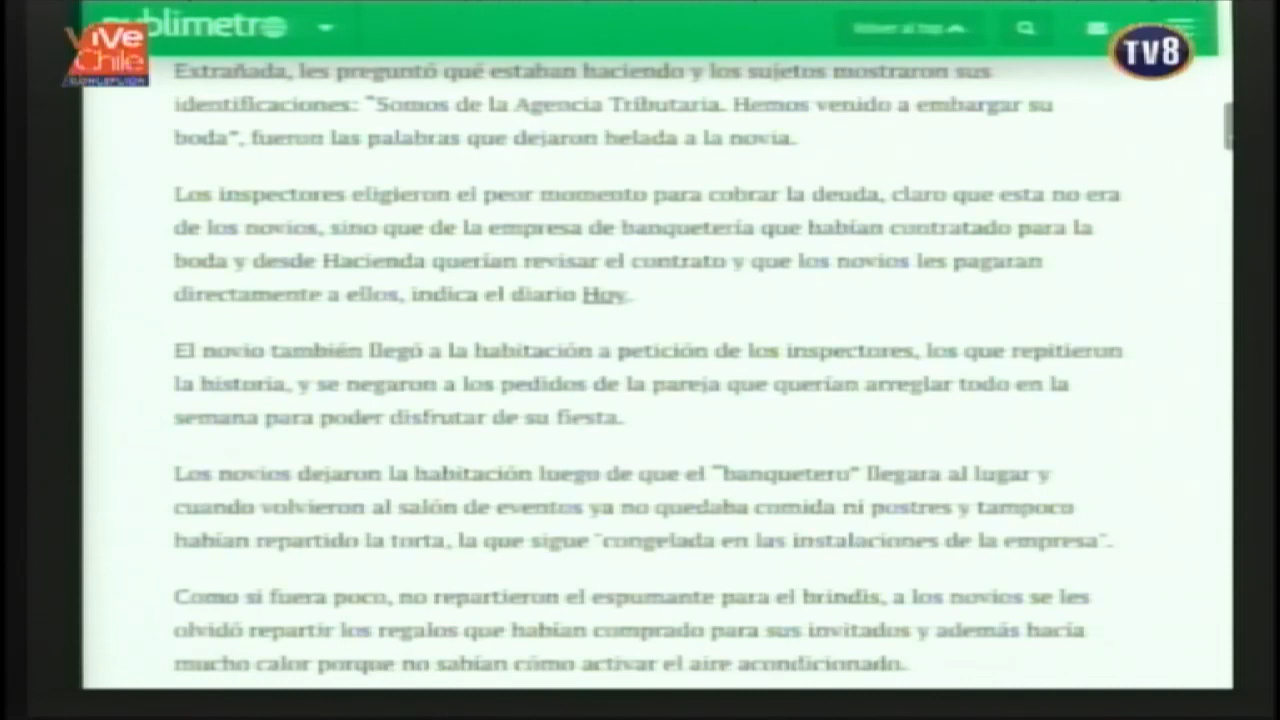 publimetro
ViVe
Chile
CONCEPCIÓN
TV8
Extrañada, les preguntó qué estaban haciendo y los sujetos mostraron sus
identificaciones: "Somos de la Agencia Tributaria. Hemos venido a embargar su
boda", fueron las palabras que dejaron helada a la novia.
Los inspectores eligieron el peor momento para cobrar la deuda, claro que esta no era
de los novios, sino que de la empresa de banquetería que habían contratado para la
boda y desde Hacienda querían revisar el contrato y que los novios les pagaran
directamente a ellos, indica el diario Hoy.
El novio también llegó a la habitación a petición de los inspectores, los que repitieron
la historia, y se negaron a los pedidos de la pareja que querían arreglar todo en la
semana para poder disfrutar de su fiesta.
Los novios dejaron la habitación luego de que el "banquetero" llegara al lugar y
cuando volvieron al salón de eventos ya no quedaba comida ni postres y tampoco
habían repartido la torta, la que sigue "congelada en las instalaciones de la empresa".
Como si fuera poco, no repartieron el espumante para el brindis, a los novios se les
olvidó repartir los regalos que habían comprado para sus invitados y además hacía
mucho calor porque no sabían cómo activar el aire acondicionado.